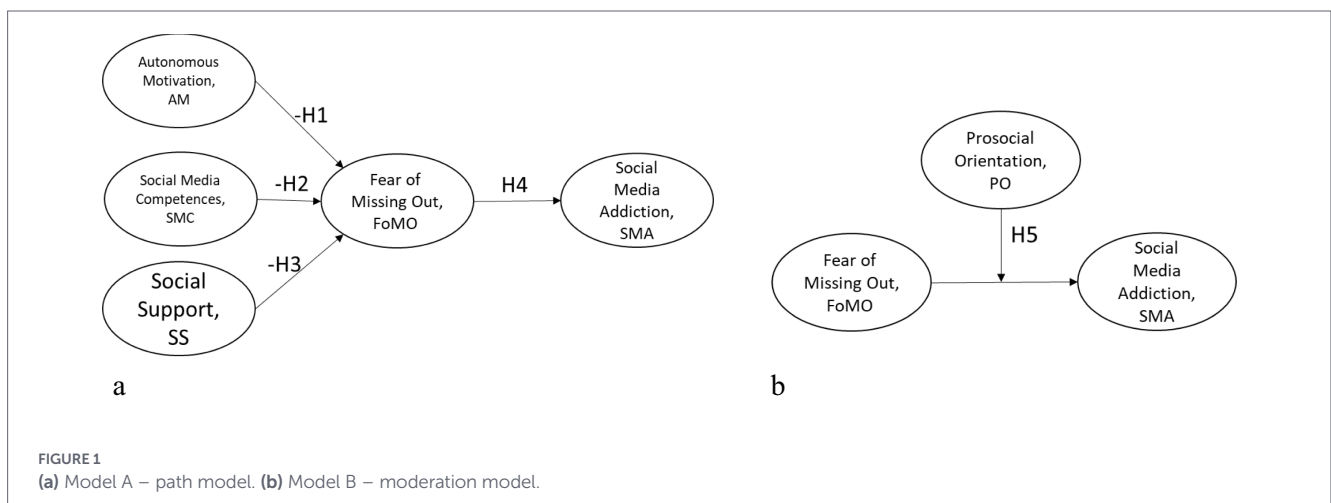 Autonomous
Motivation,
AM
-H1
Social Media
Competences,
SMC
-H2
Social
Support,
SS
-H3
Fear of
Missing Out,
FoMO
H4
Social
Media
Addiction,
SMA
a
Prosocial
Orientation,
PO
H5
Fear of
Missing Out,
FoMO
Social
Media
Addiction,
SMA
b
FIGURE 1
(a) Model A – path model. (b) Model B – moderation model.